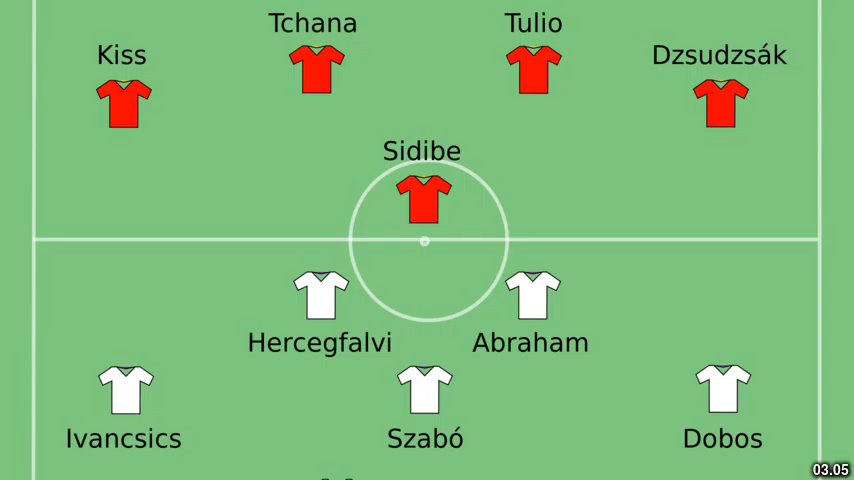 Tchana
Tulio
Kiss
Dzsudzsák
Sidibe
Hercegfalvi
Abraham
Ivancsics
Szabó
Dobos
03.05